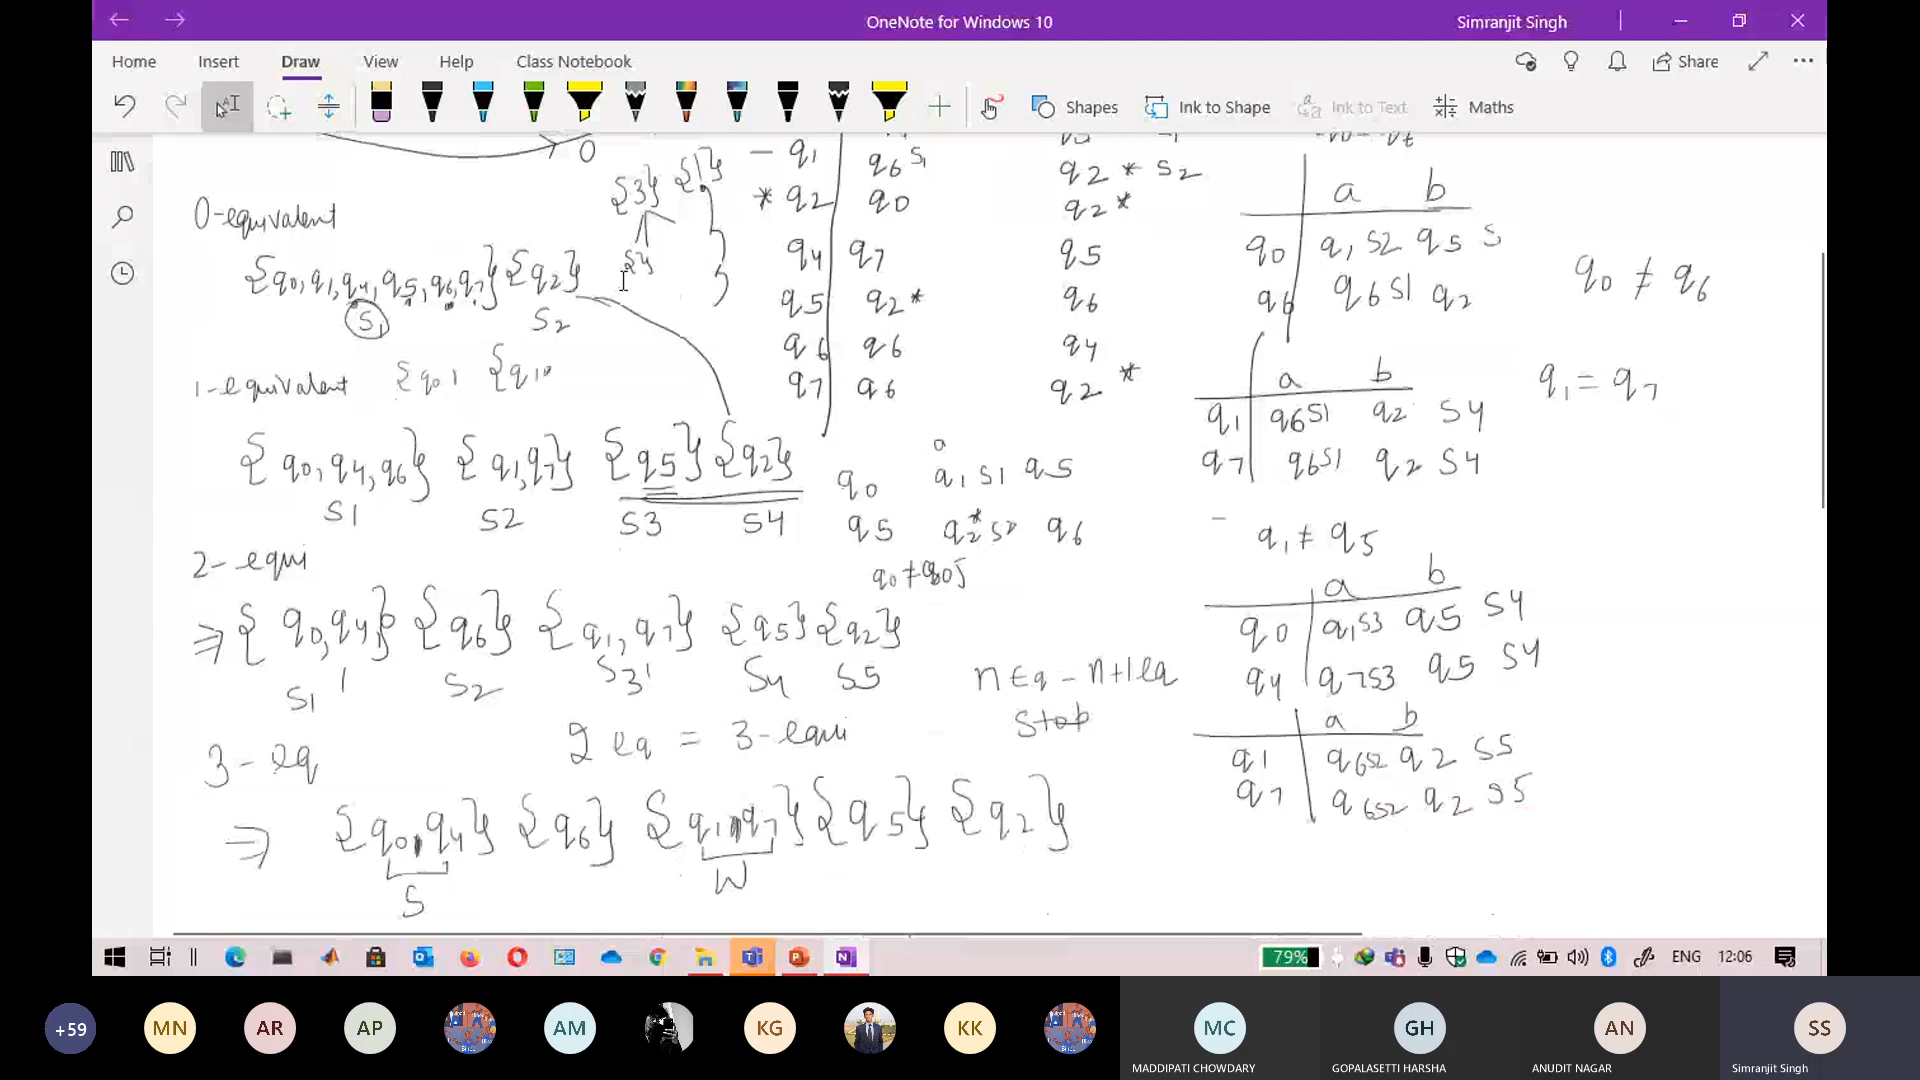 OneNote for Windows 10
Simranjit Singh
Home Insert Draw View Help Class Notebook
Share
Shapes Ink to Shape Ink to Text Maths
0
0-equivalent
{q0,q1,q4,q5,q6,q7} {q2}
S1 S2
{3} {1}
{}
- q1 q6 S1 q2 * S2
* q2 q0 q2 *
q4 q7 q5
q5 q2 * q6
q6 q6 q4
q7 q6 q2 *
1-equivalent {q0, {q1,
{q0,q4,q6} {q1,q7} {q5} {q2}
S1 S2 S3 S4
a
q0 q1 S1 q5
q5 q2* S2 q6
2-equi
⇒ {q0,q4} {q6} {q1,q7} {q5} {q2}
S1 S2 S3 S4 S5
n Eq - n+1 eq
Stop
3-eq 2 eq = 3-equi
⇒ {q0,q4} {q6} {q1,q7} {q5} {q2}
S W
a b
q0 q1 S2 q5 S
q6 q6 S1 q2
q0 ≠ q6
a b
q1 q6 S1 q2 S4
q7 q6 S1 q2 S4
q1 = q7
q1 ≠ q5
a b
q0 q1 S3 q5 S4
q4 q7 S3 q5 S4
a b
q1 q6 S2 q2 S5
q7 q6 S2 q2 S5
79%
ENG 12:06
+59 MN AR AP AM KG KK MC GH AN SS
MADDIPATI CHOWDARY GOPALASETTI HARSHA ANUDIT NAGAR Simranjit Singh